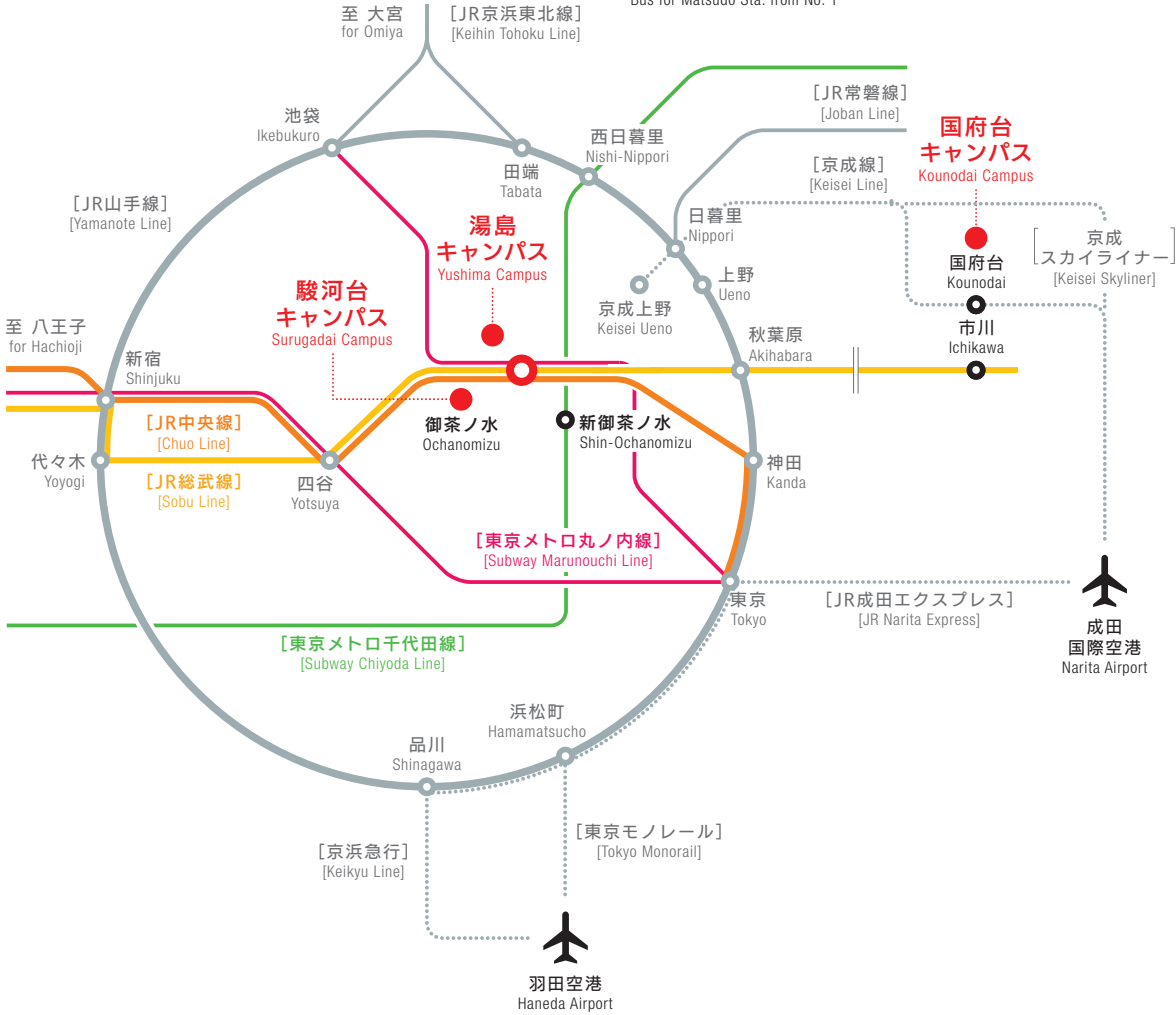 Bus for Matsudo Sta. from No. 1
至 大宮
for Omiya
[JR京浜東北線]
[Keihin Tohoku Line]
池袋
Ikebukuro
田端
Tabata
西日暮里
Nishi-Nippori
[JR常磐線]
[Joban Line]
国府台
キャンパス
Kounodai Campus
[京成線]
[Keisei Line]
[JR山手線]
[Yamanote Line]
湯島
キャンパス
Yushima Campus
日暮里
Nippori
上野
Ueno
京成上野
Keisei Ueno
国府台
Kounodai
[京成
スカイライナー]
[Keisei Skyliner]
駿河台
キャンパス
Surugadai Campus
至 八王子
for Hachioji
新宿
Shinjuku
秋葉原
Akihabara
市川
Ichikawa
[JR中央線]
[Chuo Line]
御茶ノ水
Ochanomizu
新御茶ノ水
Shin-Ochanomizu
代々木
Yoyogi
[JR総武線]
[Sobu Line]
四谷
Yotsuya
神田
Kanda
[東京メトロ丸ノ内線]
[Subway Marunouchi Line]
東京
Tokyo
[JR成田エクスプレス]
[JR Narita Express]
成田
国際空港
Narita Airport
[東京メトロ千代田線]
[Subway Chiyoda Line]
浜松町
Hamamatsucho
品川
Shinagawa
[京浜急行]
[Keikyu Line]
[東京モノレール]
[Tokyo Monorail]
羽田空港
Haneda Airport